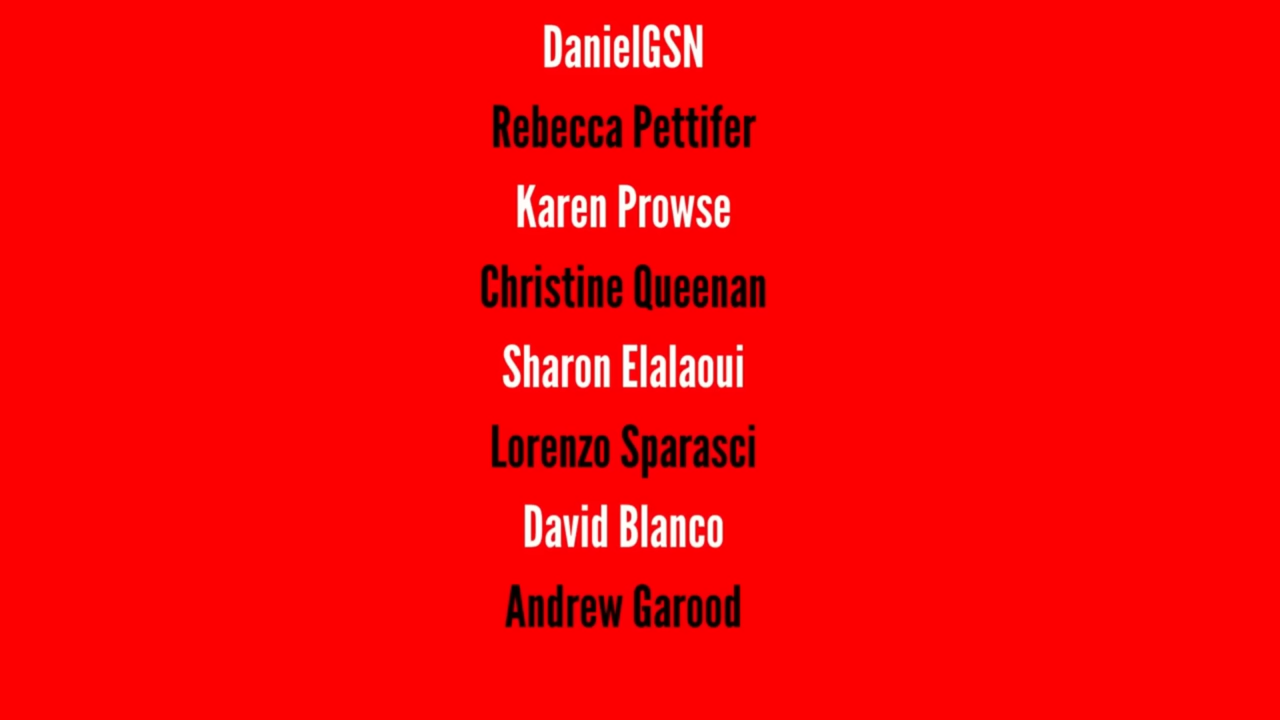 DanielGSN
Rebecca Pettifer
Karen Prowse
Christine Queenan
Sharon Elalaoui
Lorenzo Sparasci
David Blanco
Andrew Garood